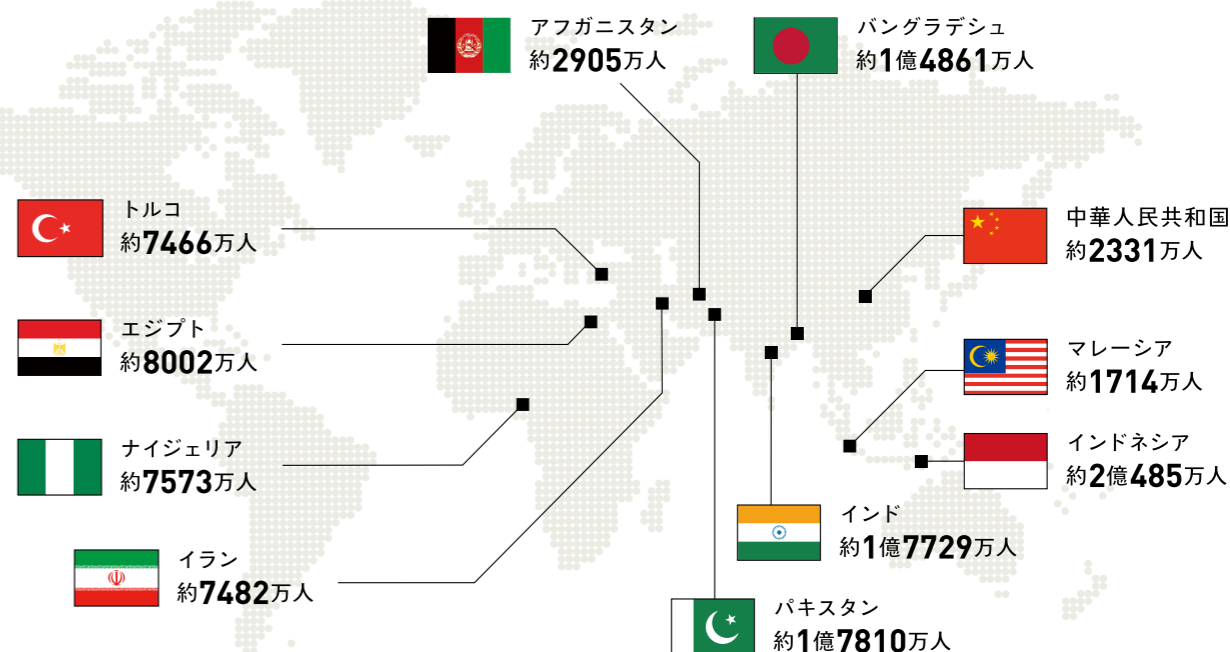 アフガニスタン
約2905万人
バングラデシュ
約1億4861万人
トルコ
約7466万人
中華人民共和国
約2331万人
エジプト
約8002万人
マレーシア
約1714万人
ナイジェリア
約7573万人
インドネシア
約2億485万人
インド
約1億7729万人
イラン
約7482万人
パキスタン
約1億7810万人